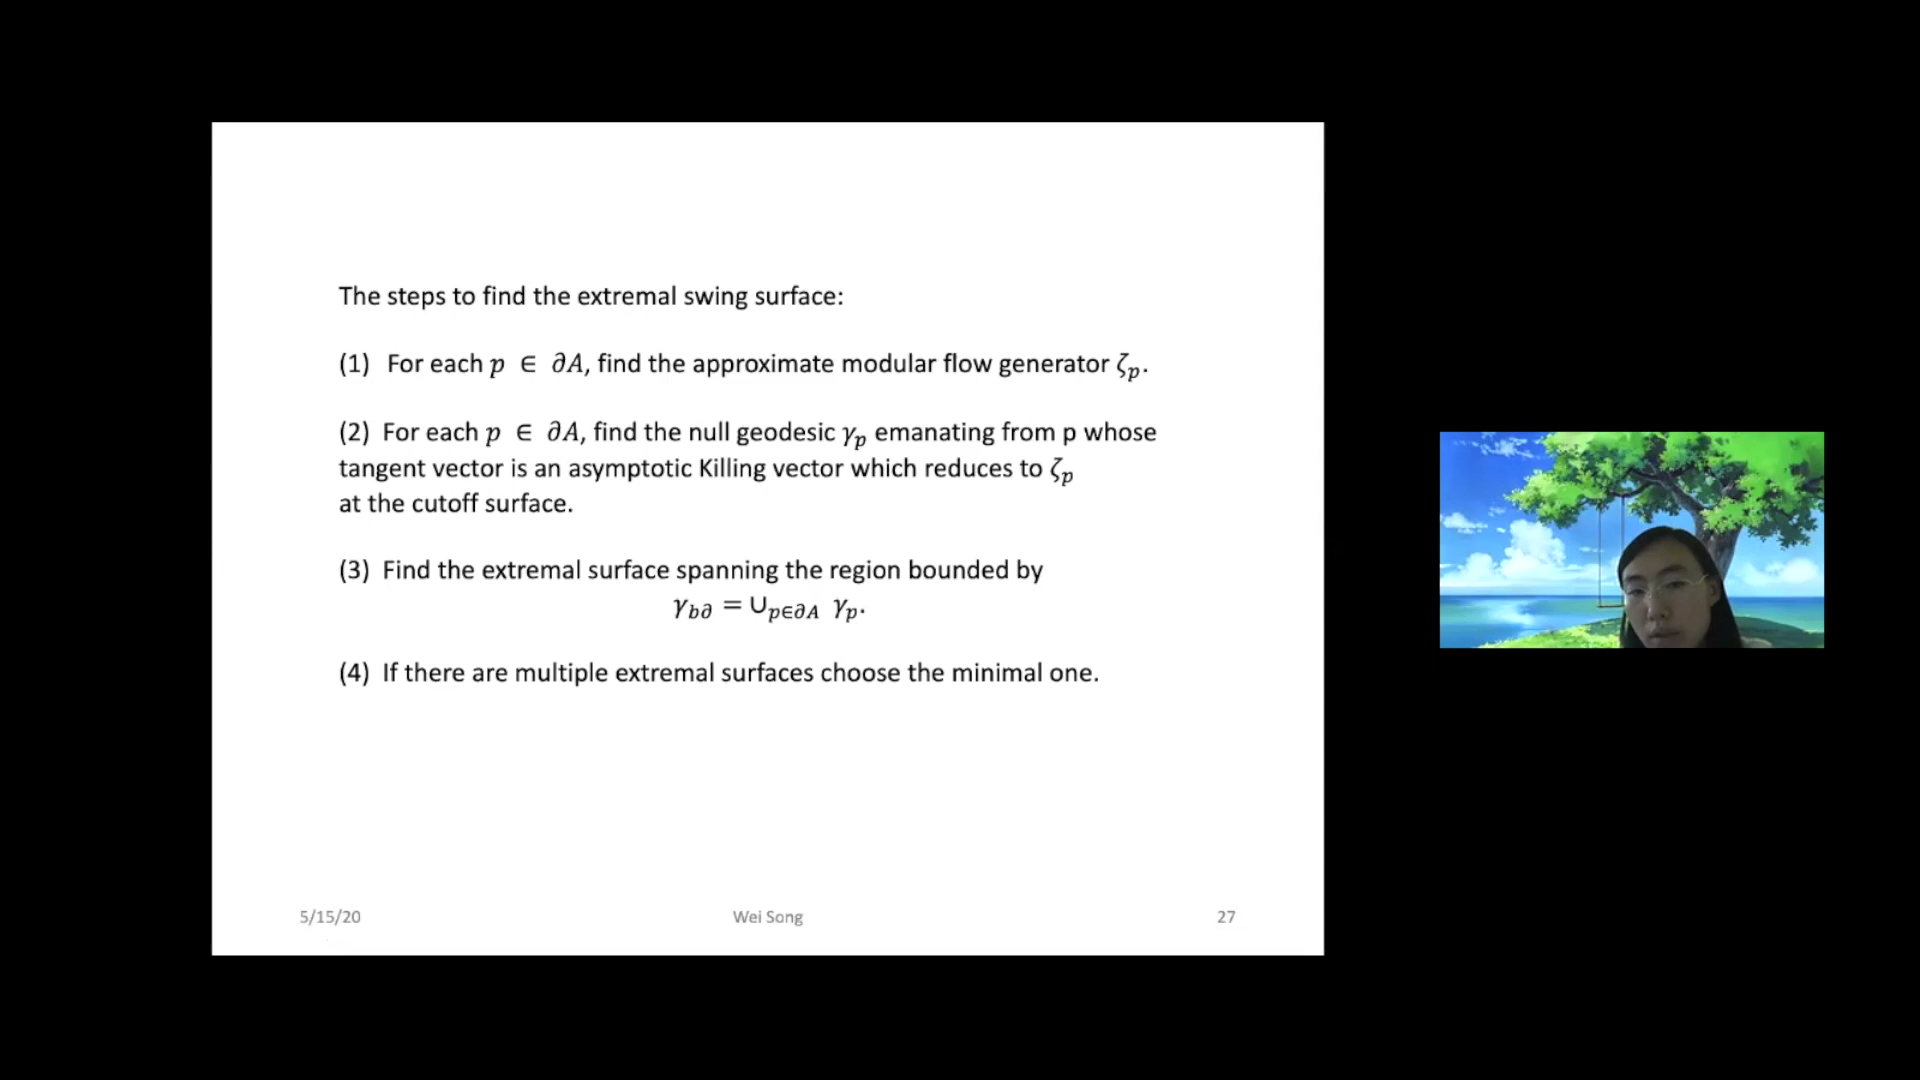 The steps to find the extremal swing surface:
(1) For each p ∈ ∂A, find the approximate modular flow generator ζ_p.
(2) For each p ∈ ∂A, find the null geodesic γ_p emanating from p whose
tangent vector is an asymptotic Killing vector which reduces to ζ_p
at the cutoff surface.
(3) Find the extremal surface spanning the region bounded by
γ_{b∂} = ∪_{p∈∂A} γ_p.
(4) If there are multiple extremal surfaces choose the minimal one.
5/15/20
Wei Song
27